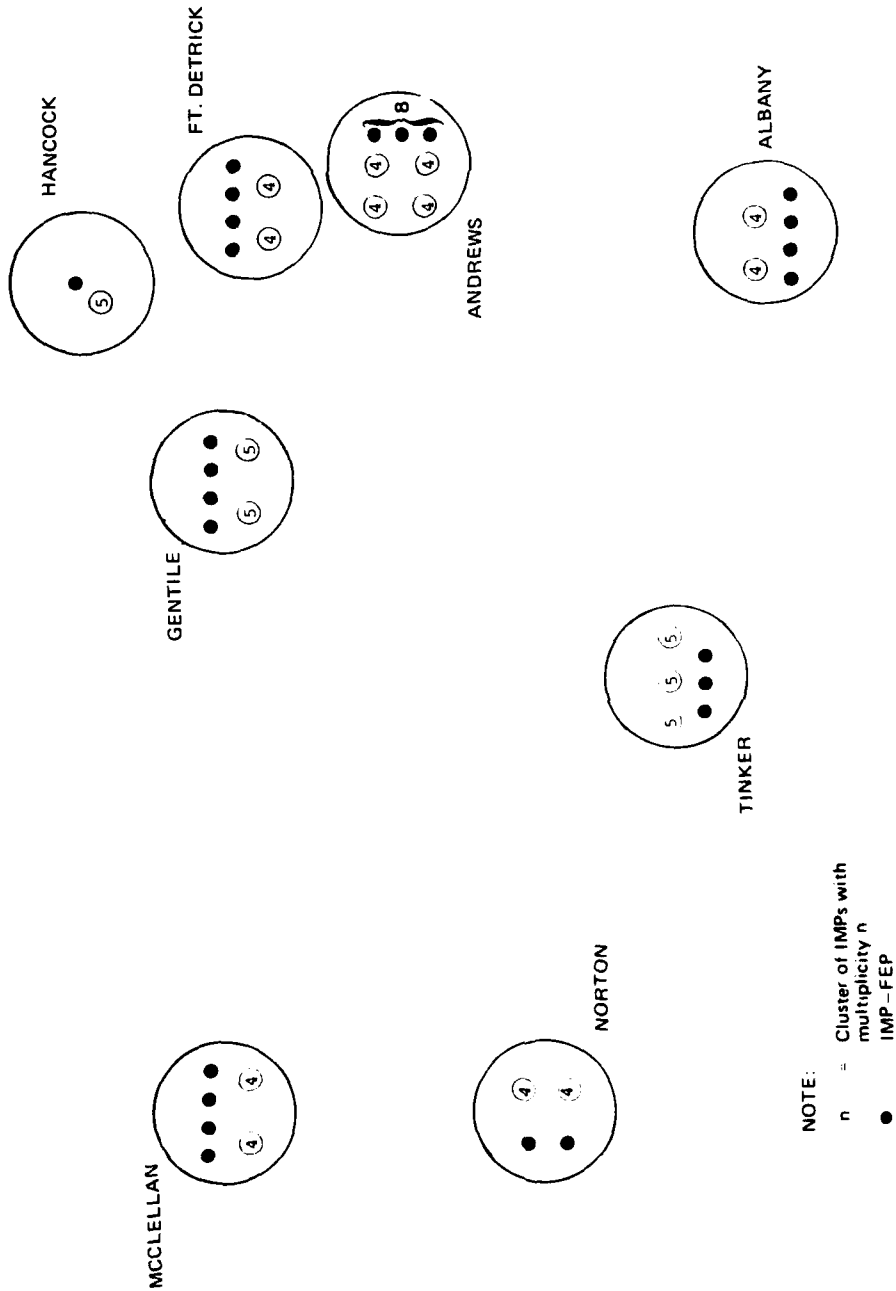 HANCOCK
5
MCCLELLAN
4 4
GENTILE
5 5
FT. DETRICK
4 4
4 4
8
4 4
ANDREWS
4
4
NORTON
5 5 5
TINKER
ALBANY
4 4
NOTE:
n = Cluster of IMPs with
multiplicity n
● IMP – FEP